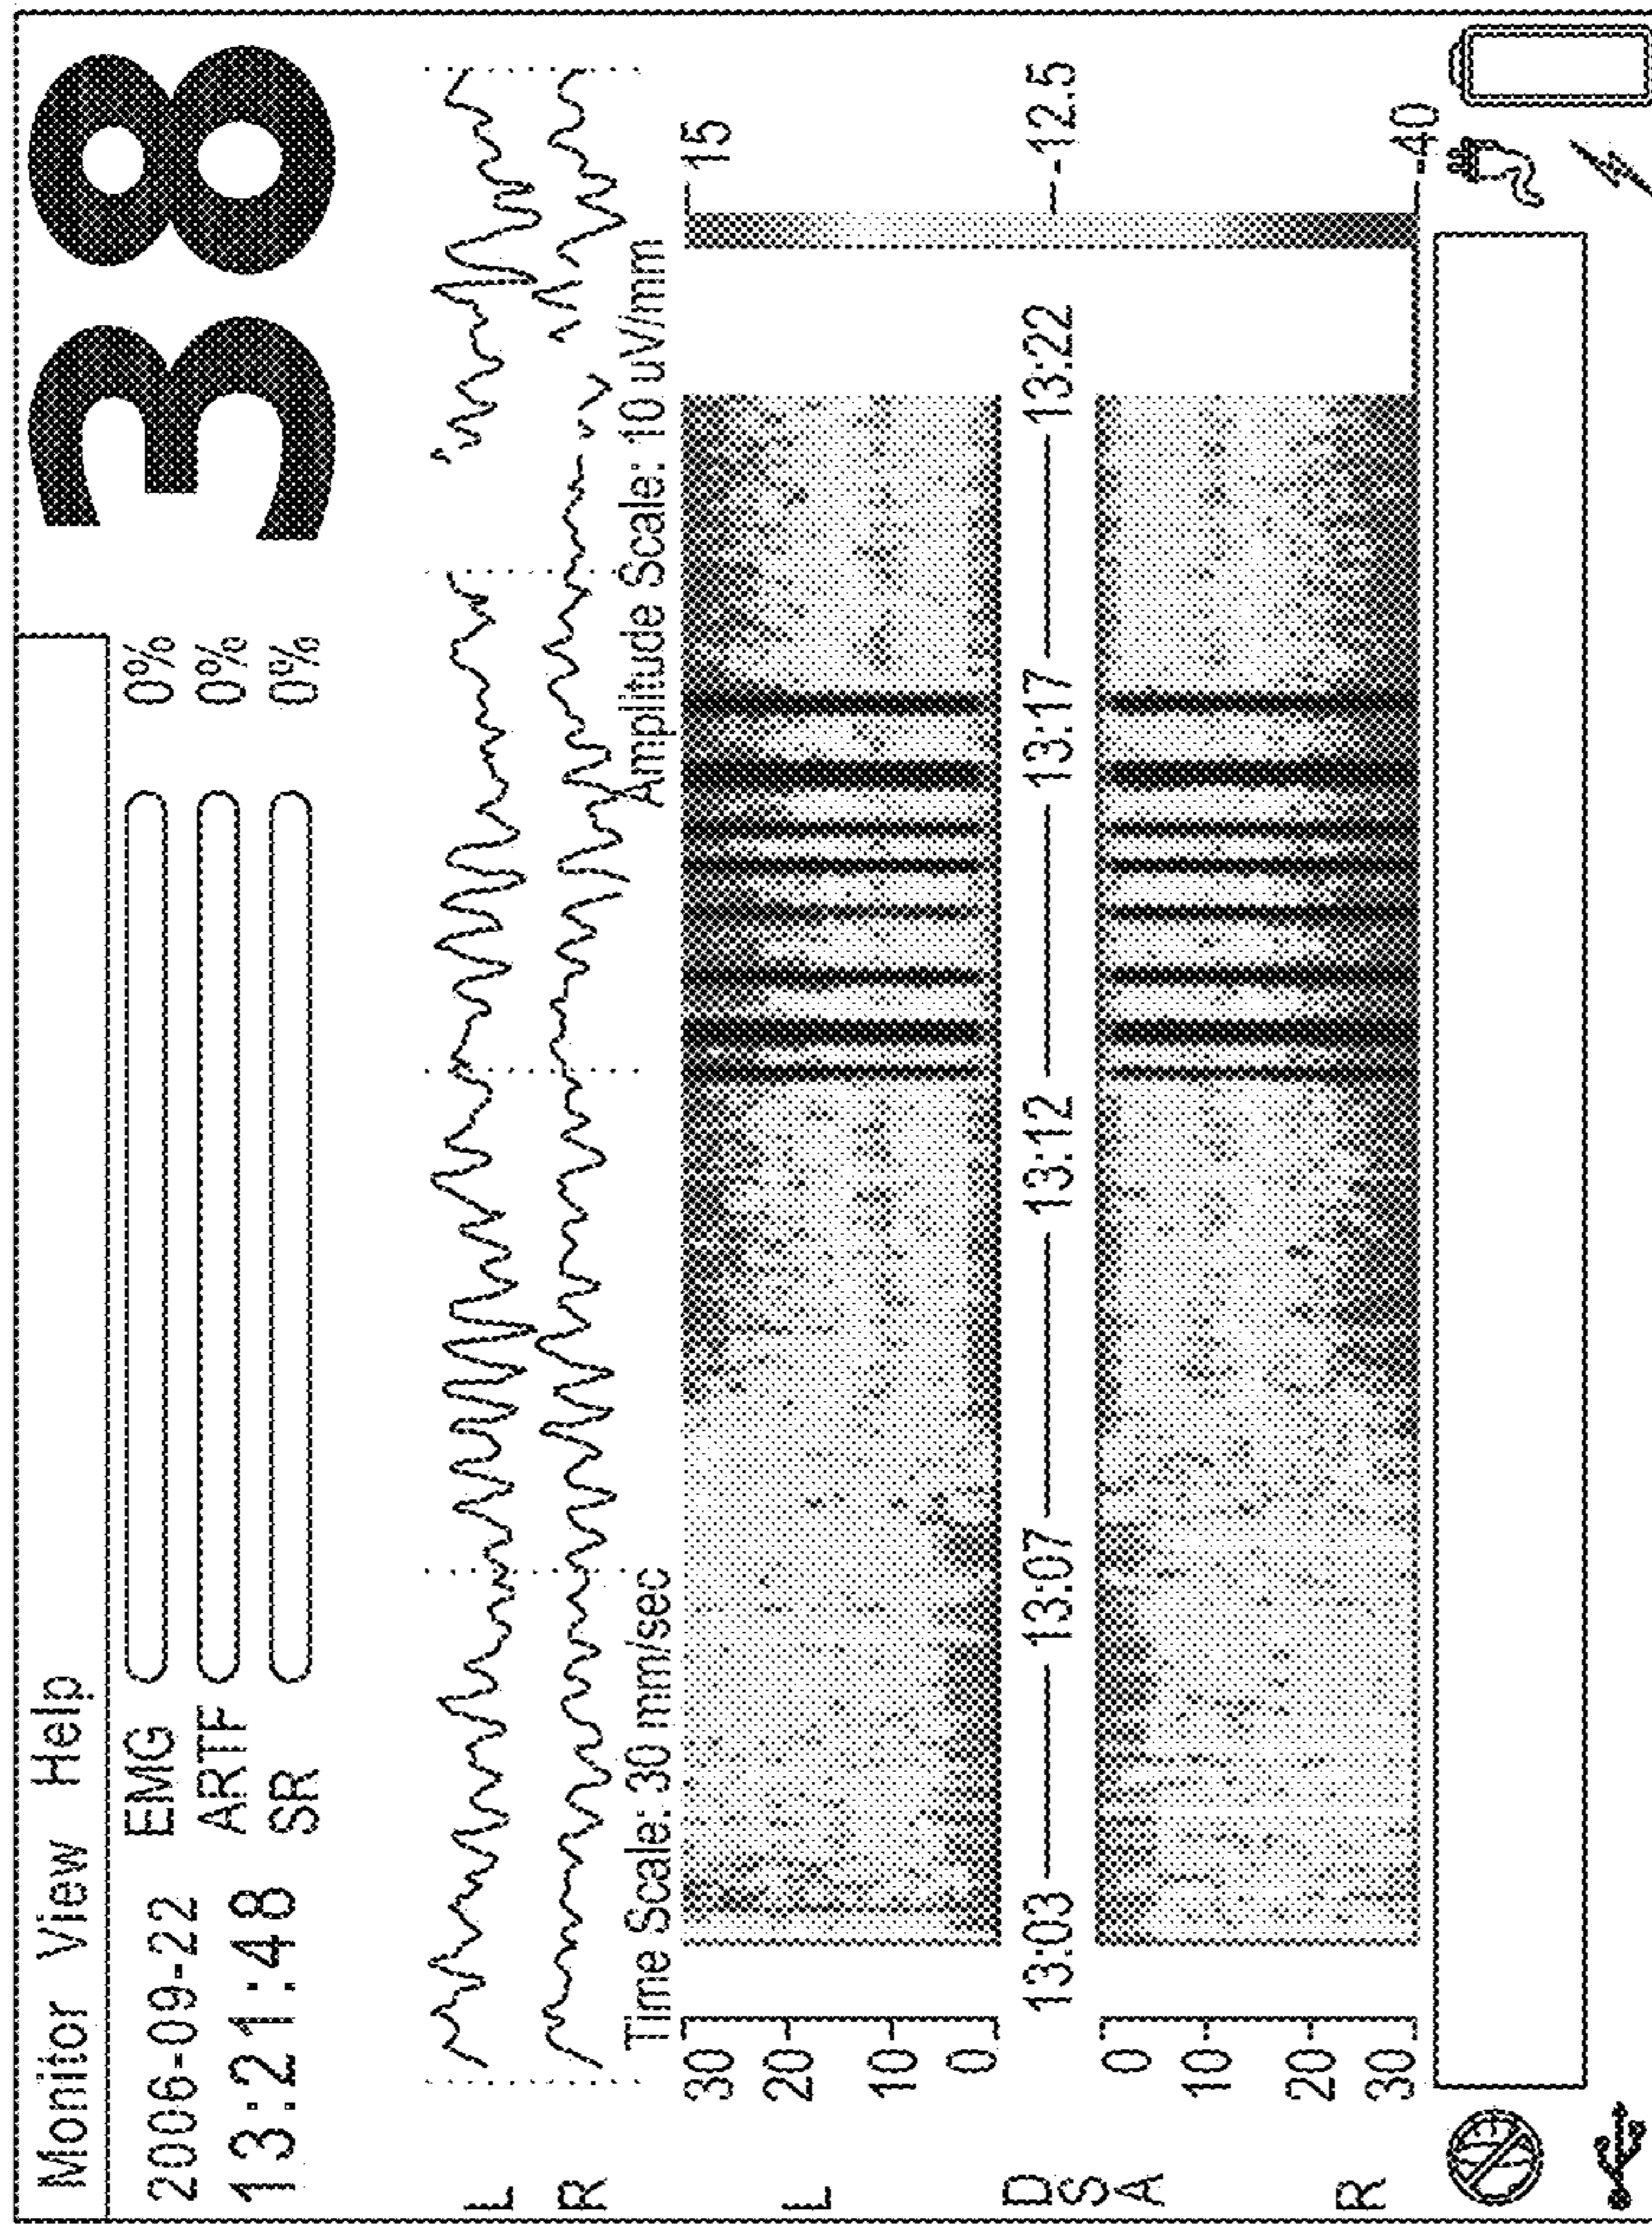 Monitor View Help
38
2006-09-22 EMG 0%
13:21:48 ARTF 0%
SR 0%
L
R
Time Scale: 30 mm/sec Amplitude Scale: 10 uV/mm
L 30 15
20
10
0
DSA 13:03 13:07 13:12 13:17 13:22 -12.5
0
10
20
R 30 -40